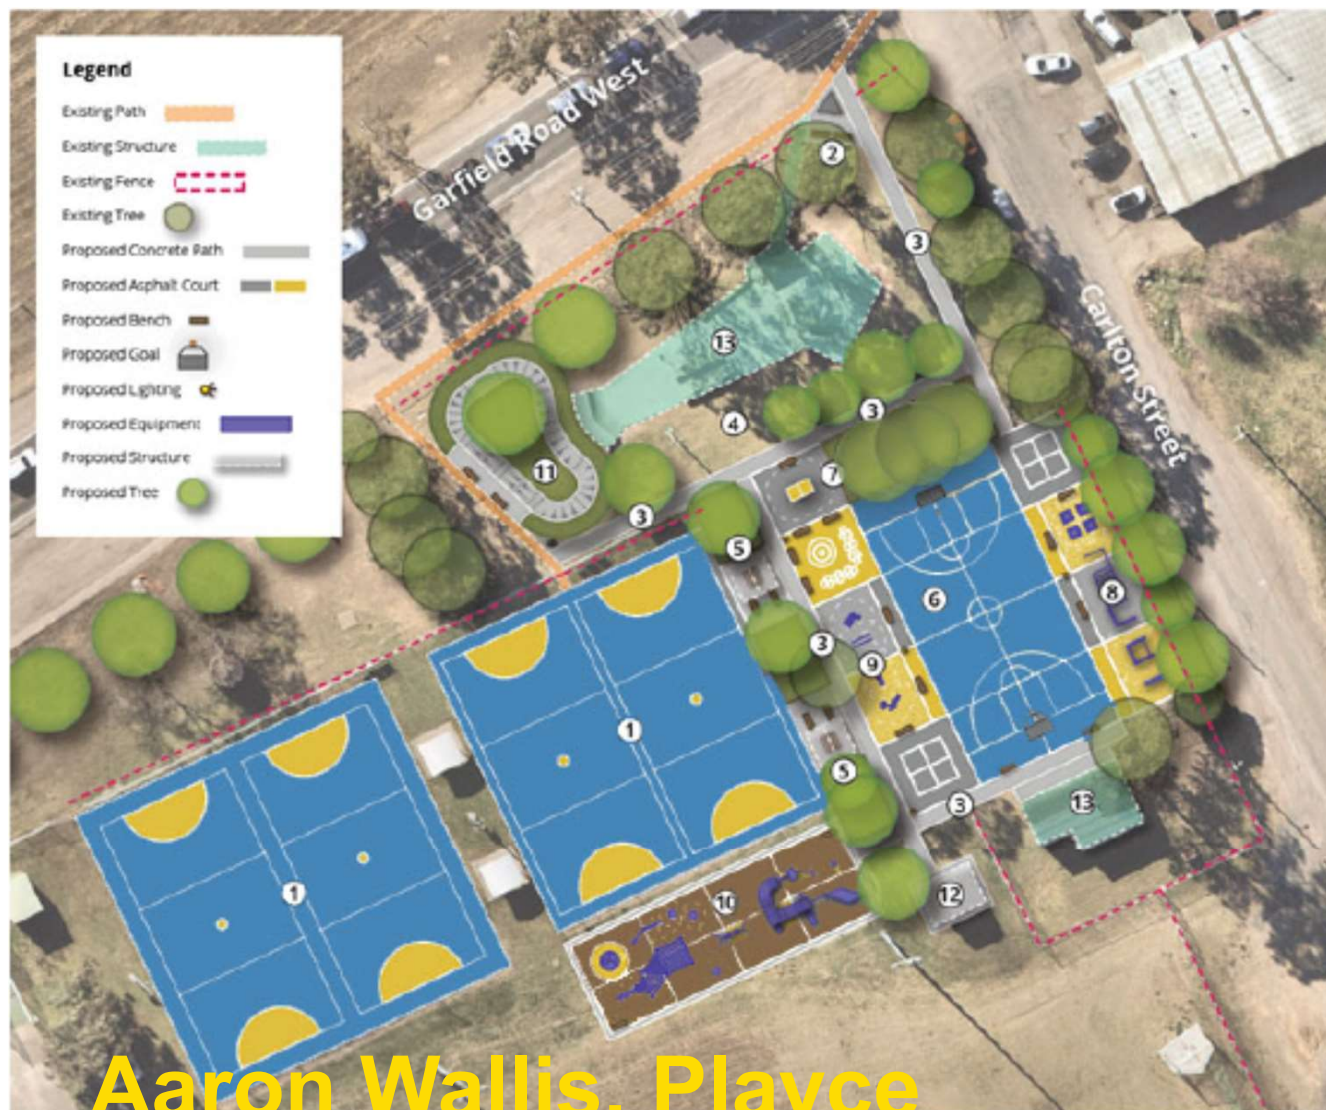 Legend
Existing Path
Existing Structure
Existing Fence
Existing Tree
Proposed Concrete Path
Proposed Asphalt Court
Proposed Bench
Proposed Goal
Proposed Lighting
Proposed Equipment
Proposed Structure
Proposed Tree
Garfield Road West
Carlton Street
2
3
13
4
3
7
11
3
5
6
8
3
9
1
5
13
3
1
10
12
Aaron Wallis, Playce